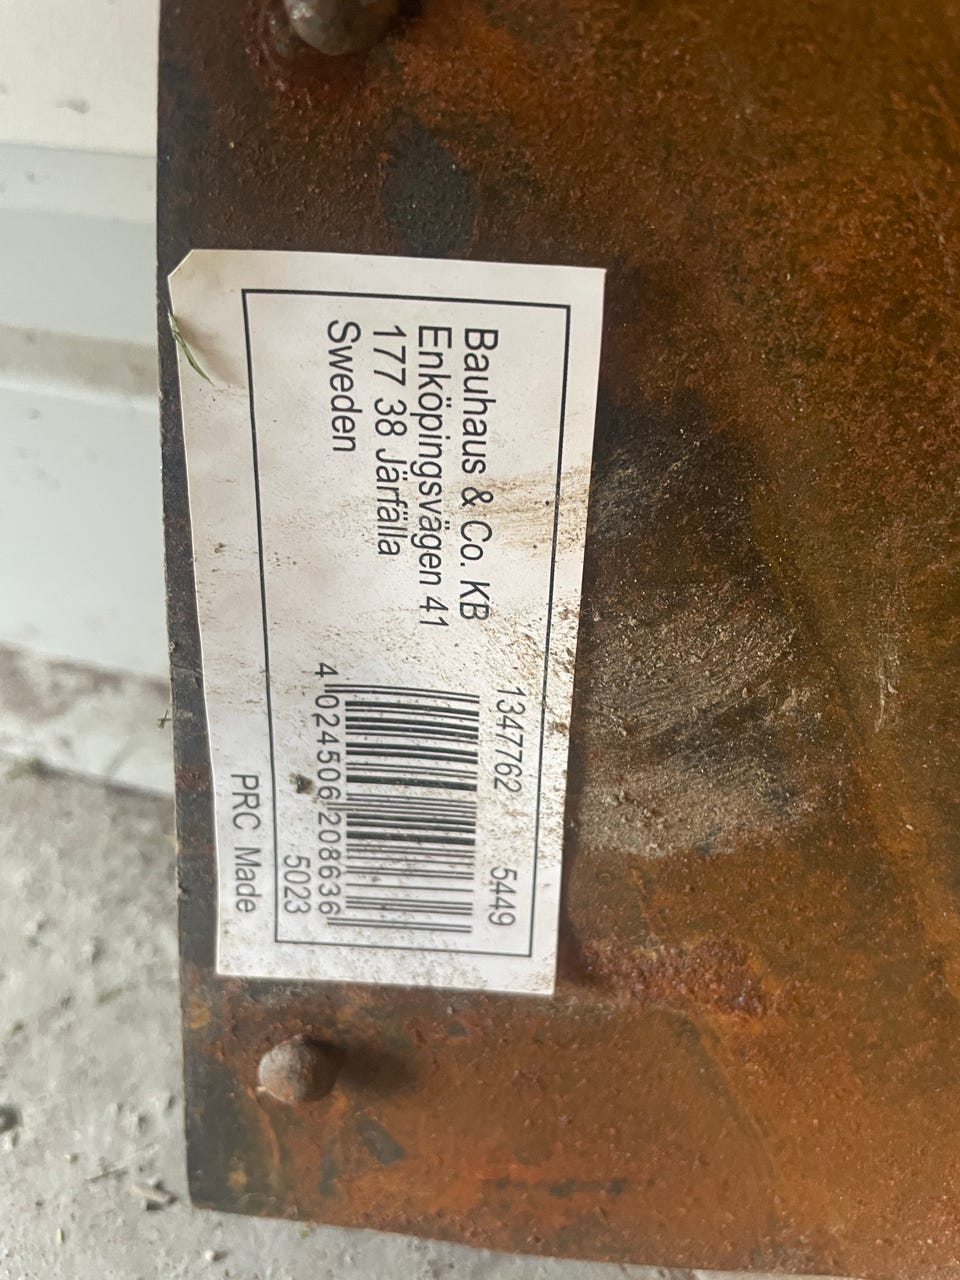 1347762 5449
Bauhaus & Co. KB
Enköpingsvägen 41
177 38 Järfälla
Sweden
4 024506 208636
5023
PRC Made